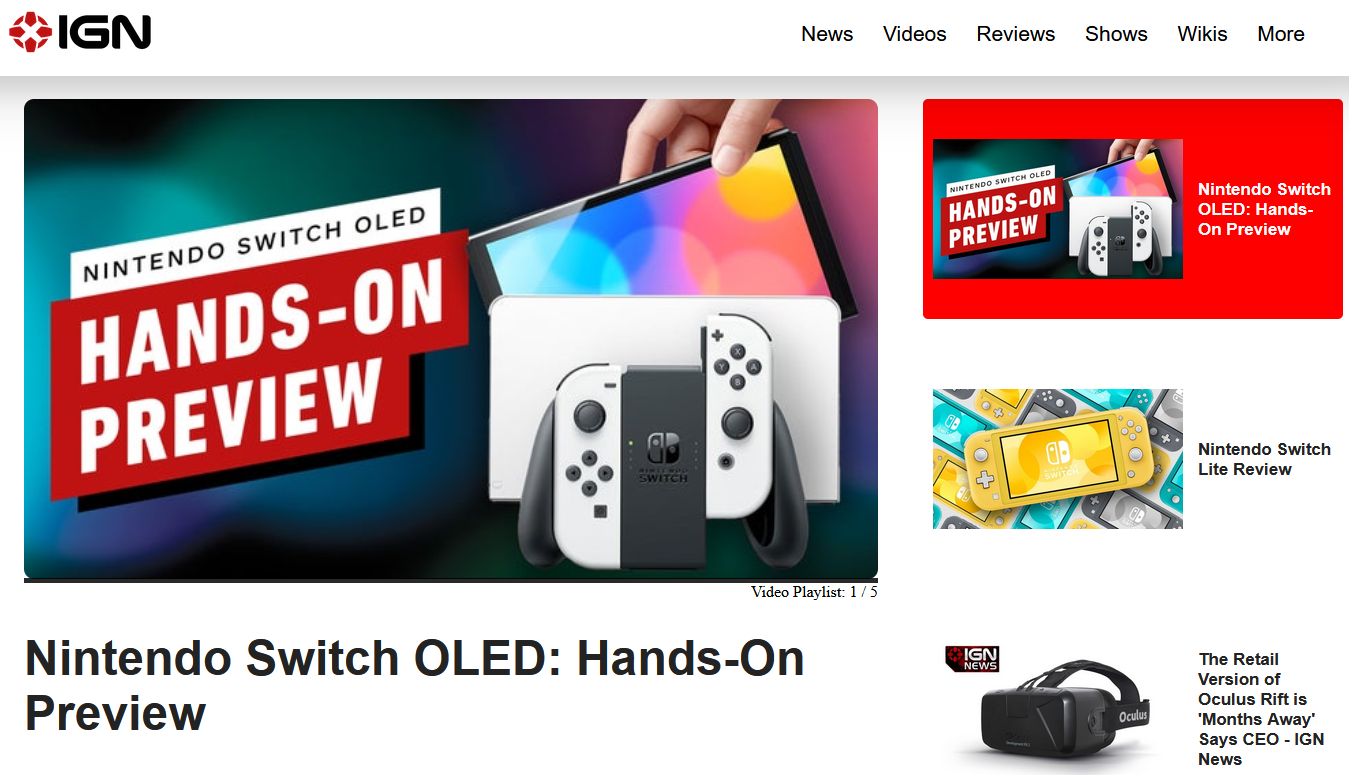 IGN
News Videos Reviews Shows Wikis More
NINTENDO SWITCH OLED
HANDS-ON
PREVIEW
X
Y A
B
NINTENDO
SWITCH
Video Playlist: 1 / 5
Nintendo Switch OLED: Hands-On
Preview
NINTENDO SWITCH OLED
HANDS-ON
PREVIEW
Nintendo Switch
OLED: Hands-
On Preview
NINTENDO
SWITCH
Nintendo Switch
Lite Review
IGN
NEWS
Oculus
The Retail
Version of
Oculus Rift is
'Months Away'
Says CEO - IGN
News